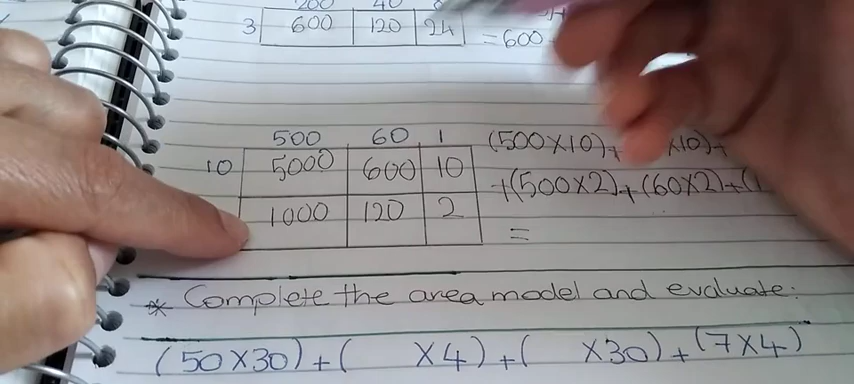 200 40
3 600 120 24 =600
500 60 1 (500X10)+ X10)+
10 5000 600 10
1000 120 2 +(500X2)+(60X2)+(
=
* Complete the area model and evaluate:
(50X30)+( X4)+( X30)+(7X4)